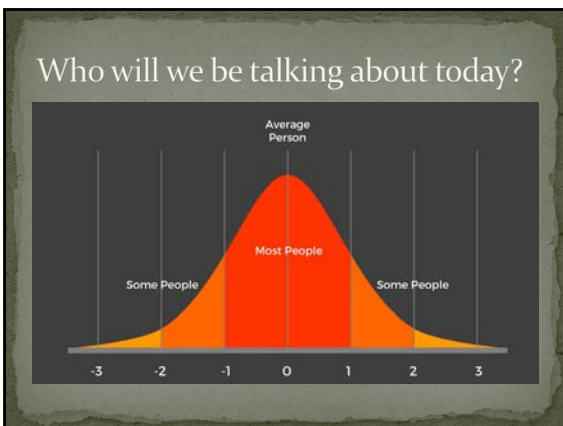 Who will we be talking about today?
Average
Person
Most People
Some People
Some People
-3
-2
-1
0
1
2
3